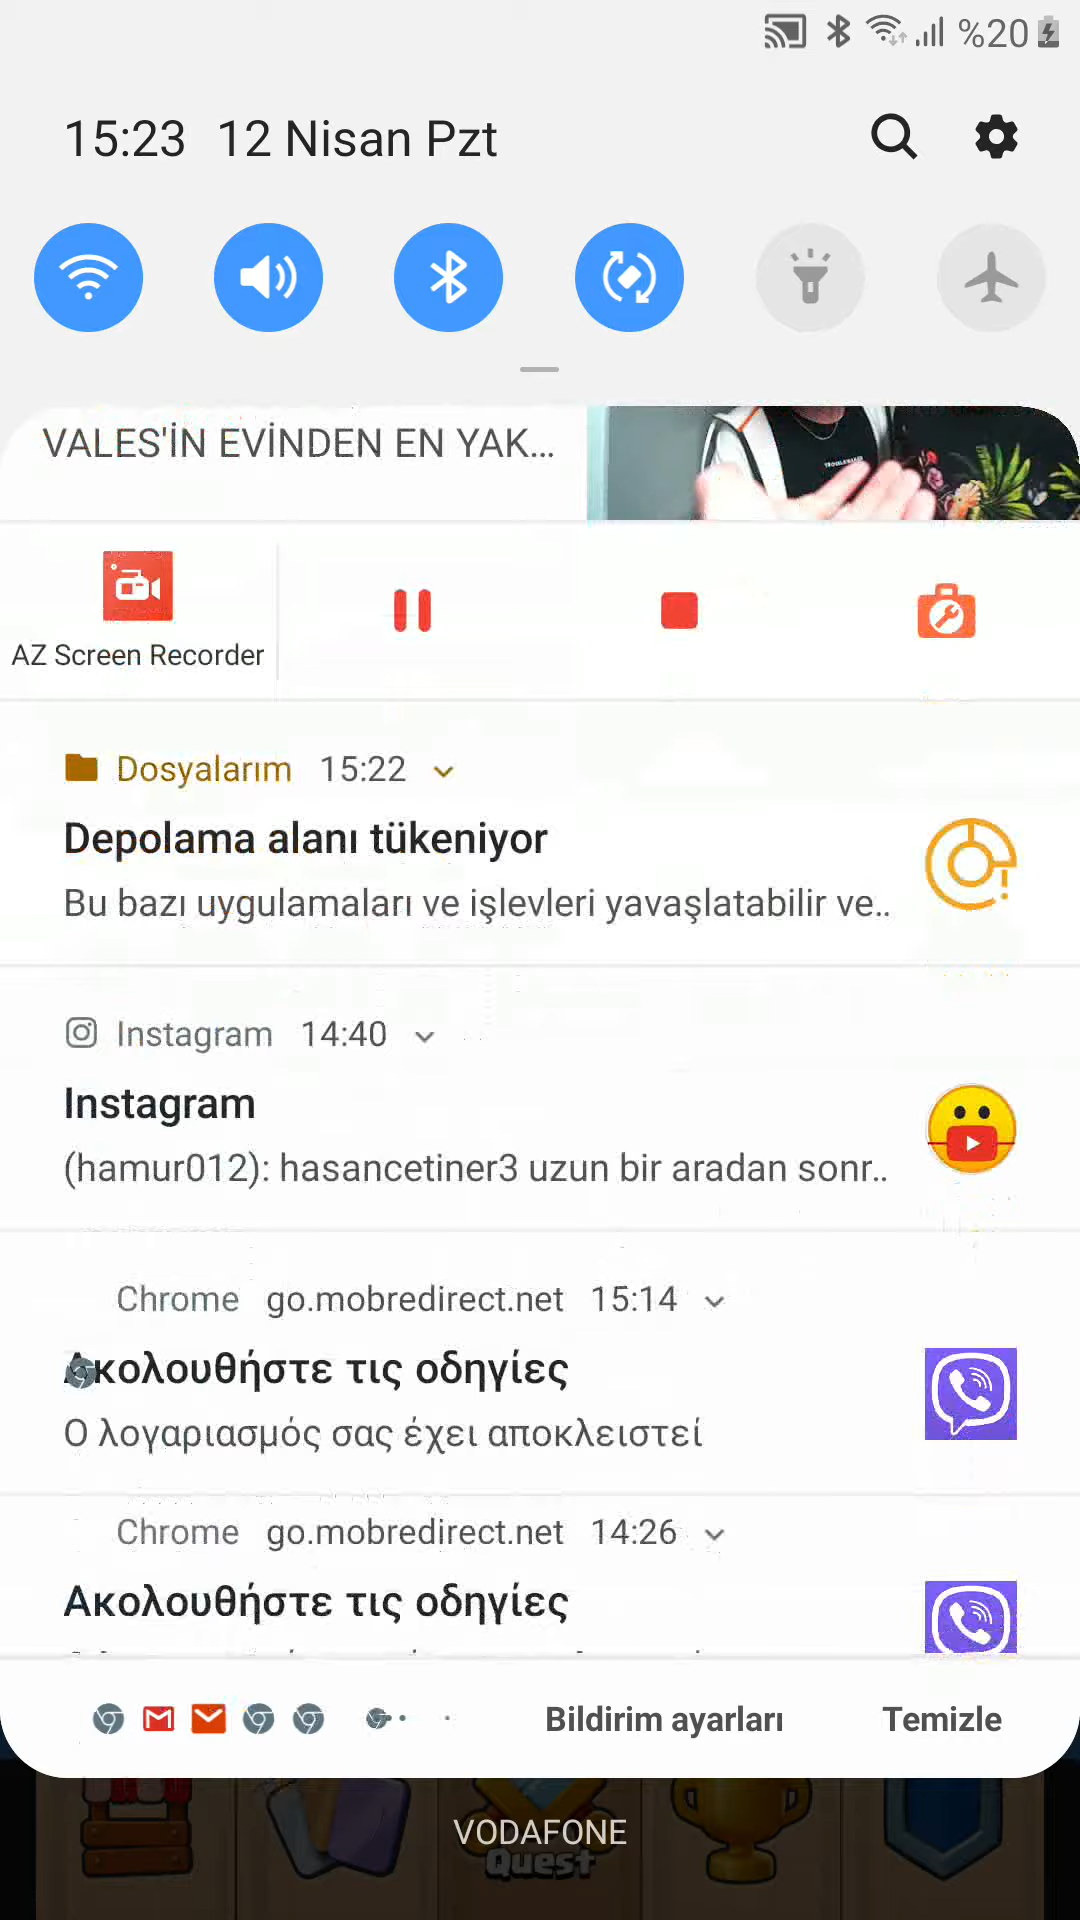 %20
15:23 12 Nisan Pzt
VALES'İN EVİNDEN EN YAK...
AZ Screen Recorder
Dosyalarım 15:22
Depolama alanı tükeniyor
Bu bazı uygulamaları ve işlevleri yavaşlatabilir ve..
Instagram 14:40
Instagram
(hamur012): hasancetiner3 uzun bir aradan sonr..
Chrome go.mobredirect.net 15:14
Ακολουθήστε τις οδηγίες
Ο λογαριασμός σας έχει αποκλειστεί
Chrome go.mobredirect.net 14:26
Ακολουθήστε τις οδηγίες
Bildirim ayarları Temizle
VODAFONE
Quest